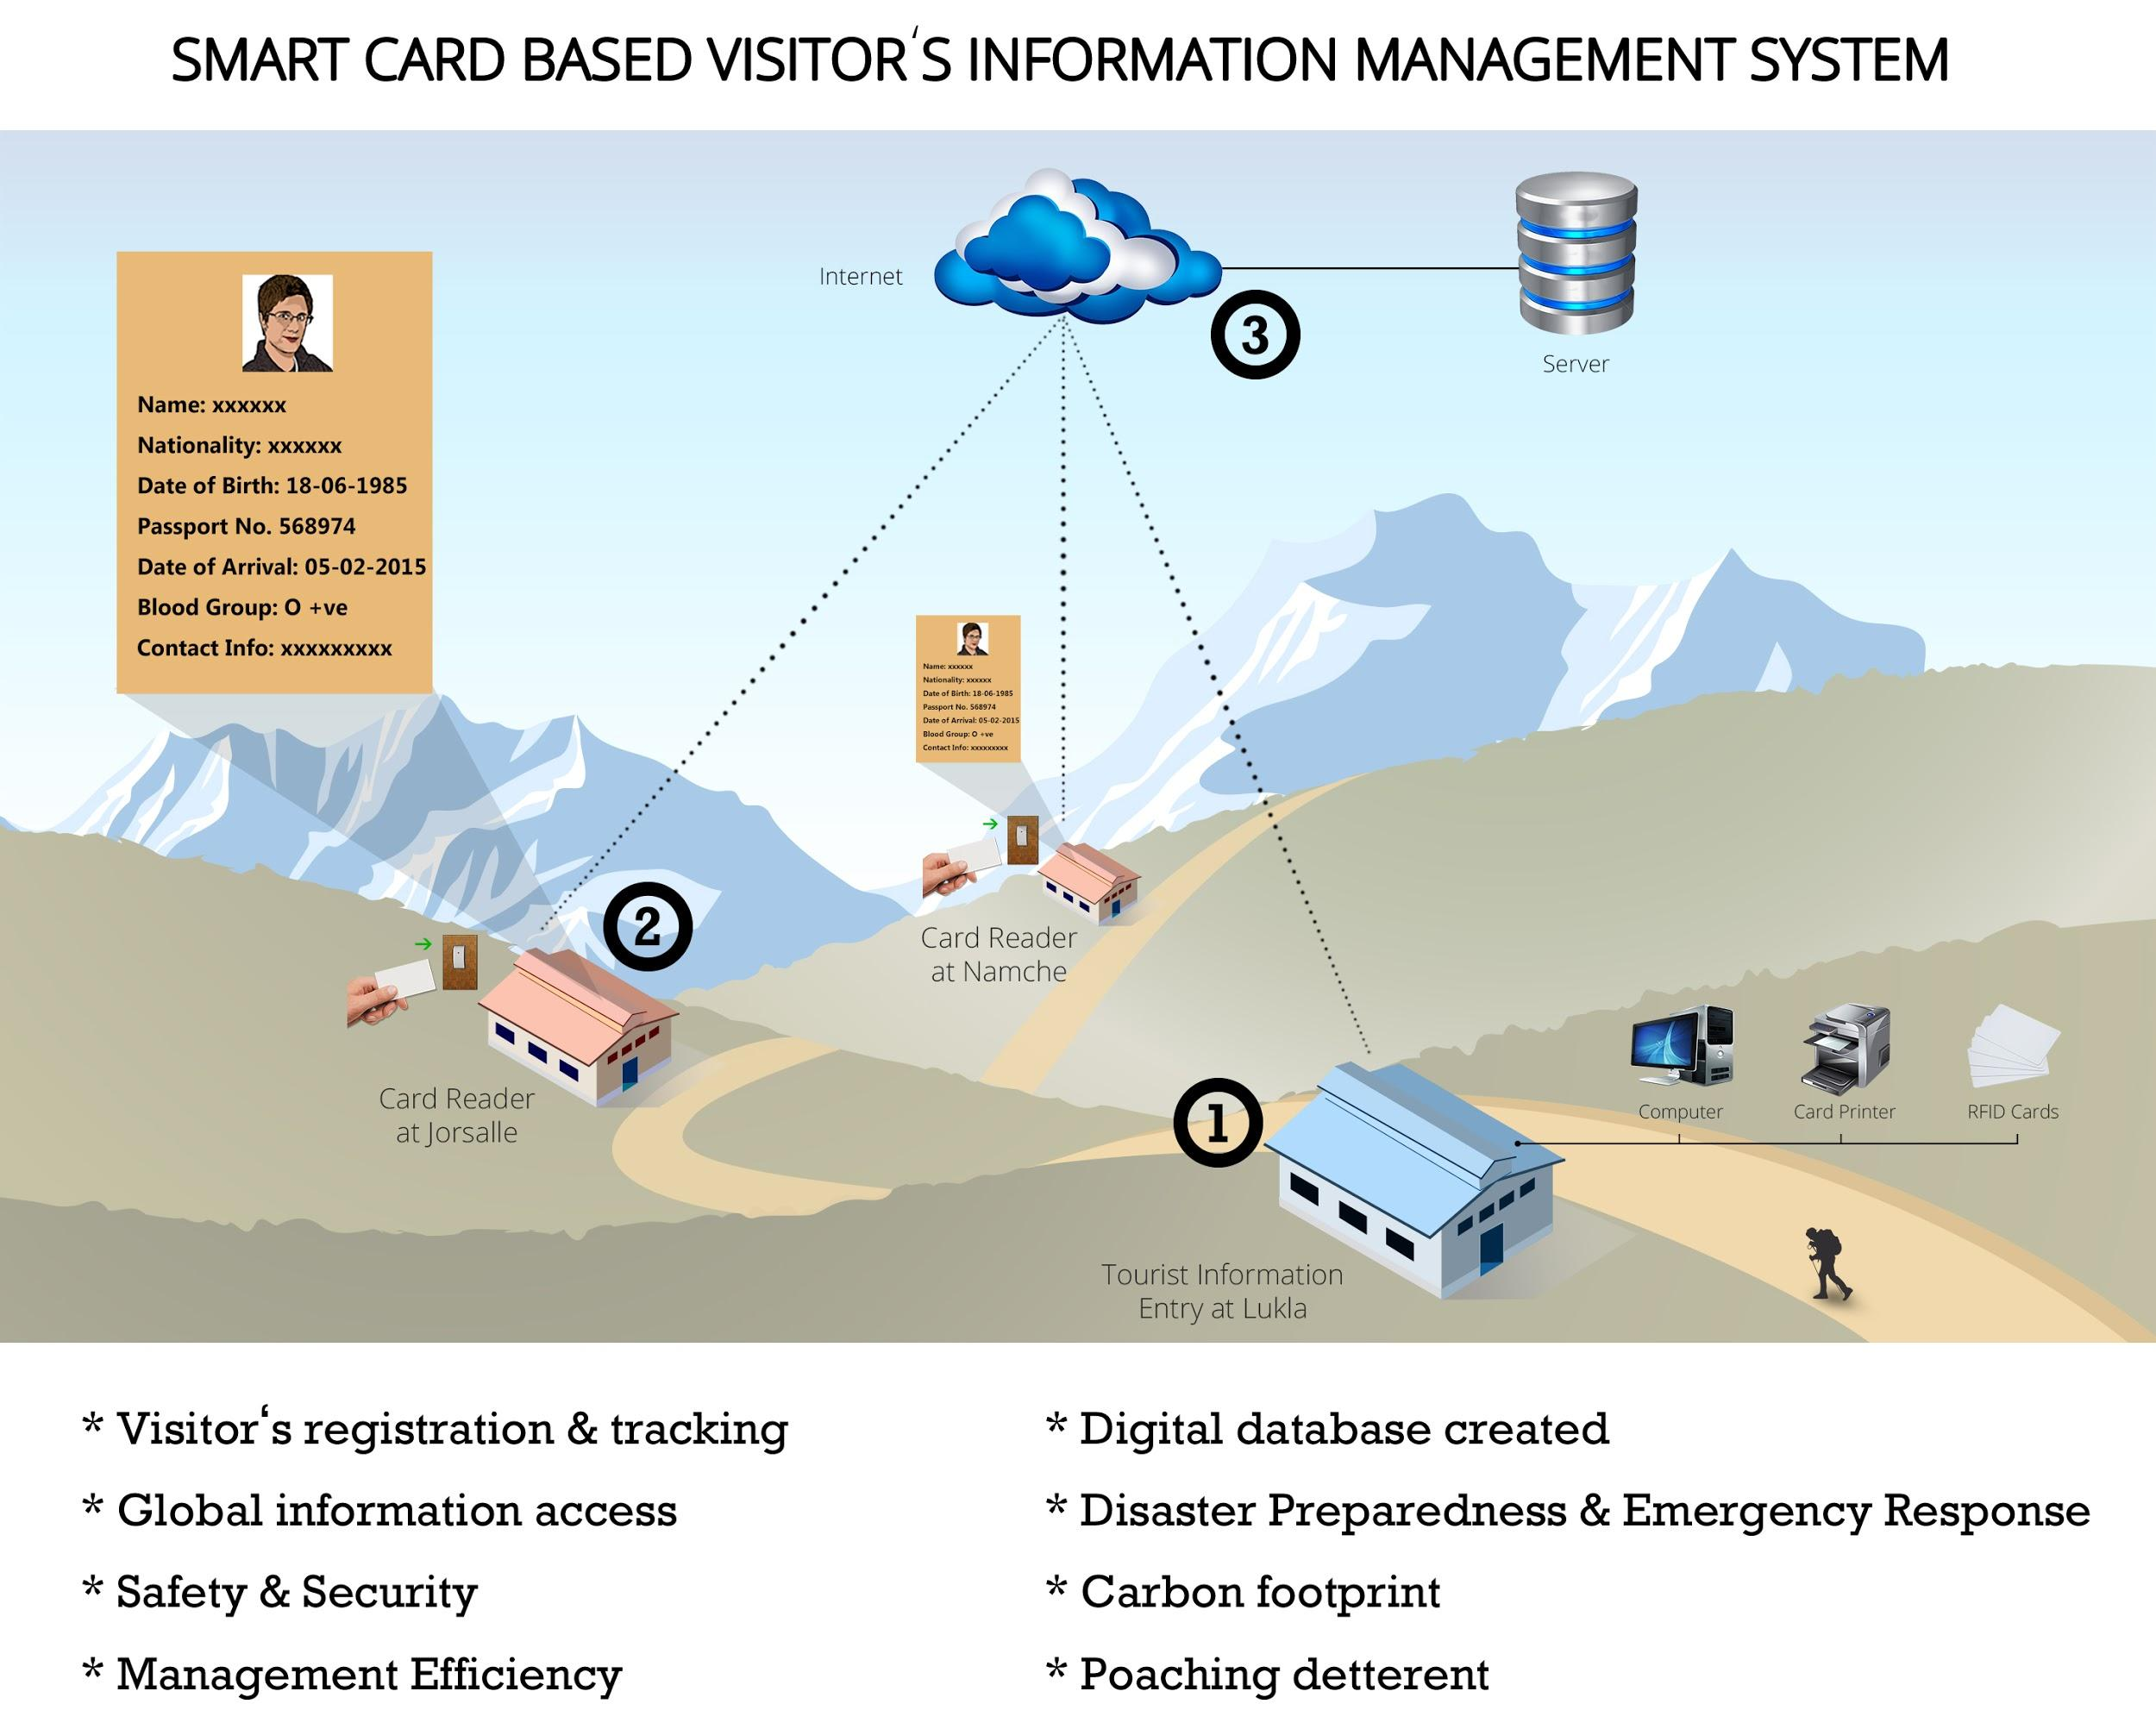 SMART CARD BASED VISITOR‘S INFORMATION MANAGEMENT SYSTEM
Internet
3
Server
Name: xxxxxx
Nationality: xxxxxx
Date of Birth: 18-06-1985
Passport No. 568974
Date of Arrival: 05-02-2015
Blood Group: O +ve
Contact Info: xxxxxxxxx
Name: xxxxxx
Nationality: xxxxxx
Date of Birth: 18-06-1985
Passport No. 568974
Date of Arrival: 05-02-2015
Blood Group: O +ve
Contact Info: xxxxxxxxx
2
Card Reader
at Namche
Card Reader
at Jorsalle
1
Computer
Card Printer
RFID Cards
Tourist Information
Entry at Lukla
* Visitor‘s registration & tracking
* Global information access
* Safety & Security
* Management Efficiency
* Digital database created
* Disaster Preparedness & Emergency Response
* Carbon footprint
* Poaching detterent